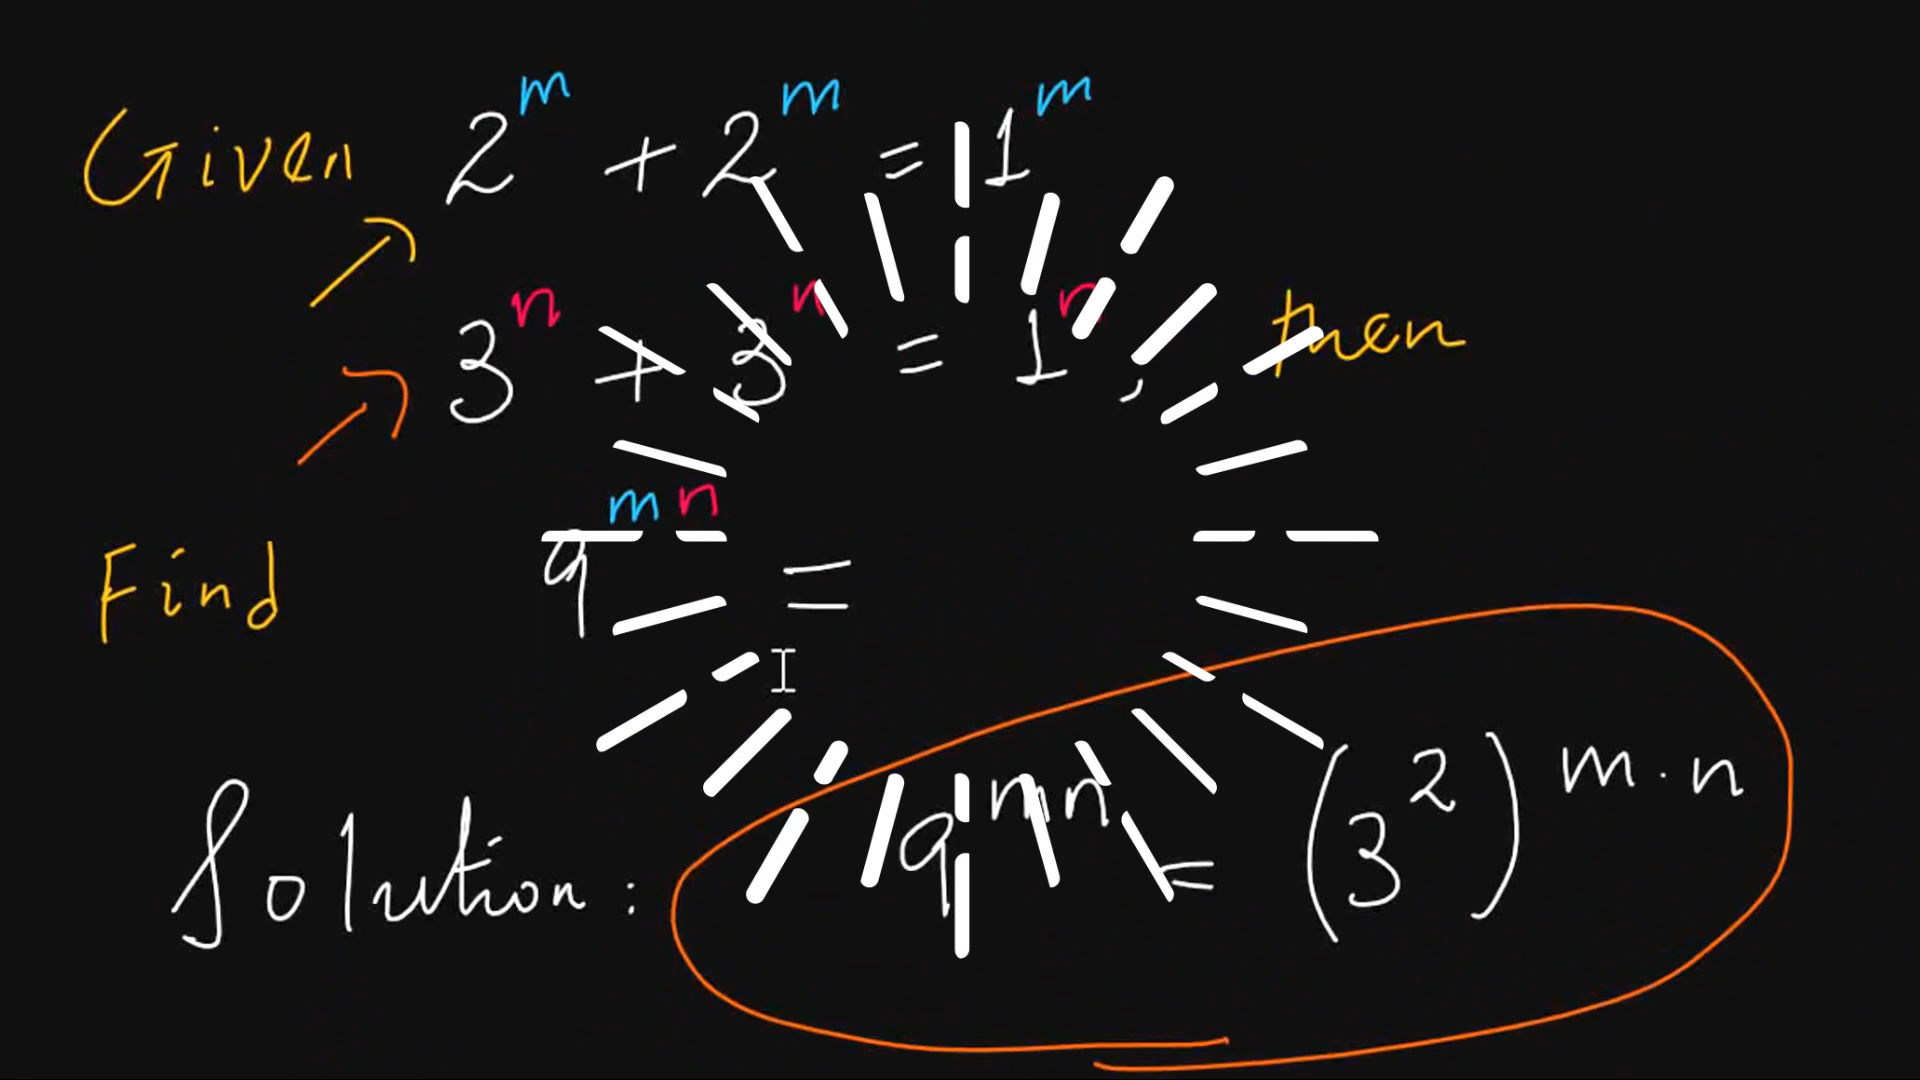 Given 2^m + 2^m = 1^m
3^n + 3^n = 1^n, then
Find 9^mn =
Solution: 9^mn = (3^2)^m·n